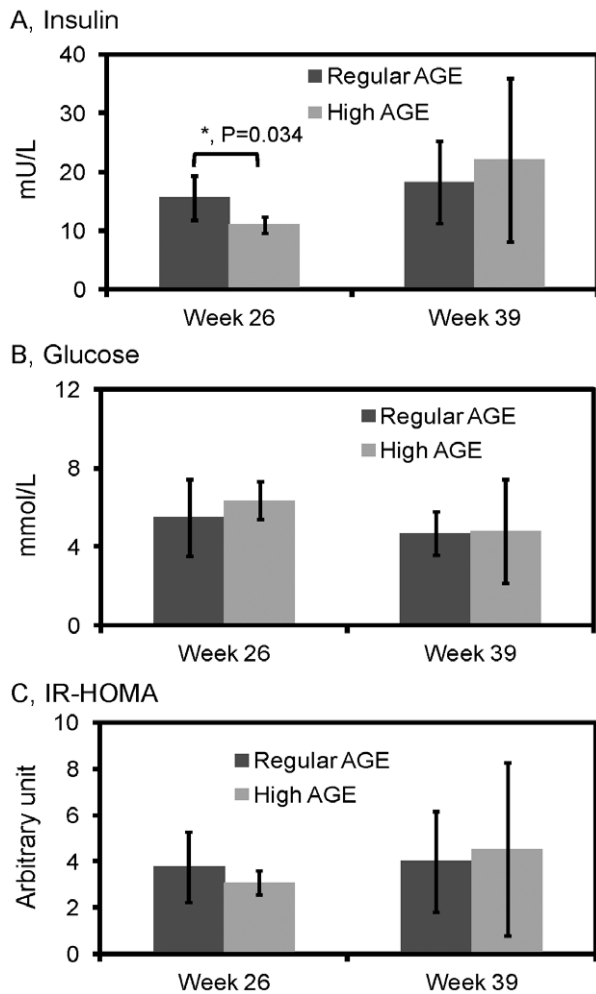 A, Insulin
40
30
20
10
0
mU/L
Regular AGE
High AGE
*, P=0.034
Week 26 Week 39
B, Glucose
12
8
4
0
mmol/L
Regular AGE
High AGE
Week 26 Week 39
C, IR-HOMA
10
8
6
4
2
0
Arbitrary unit
Regular AGE
High AGE
Week 26 Week 39